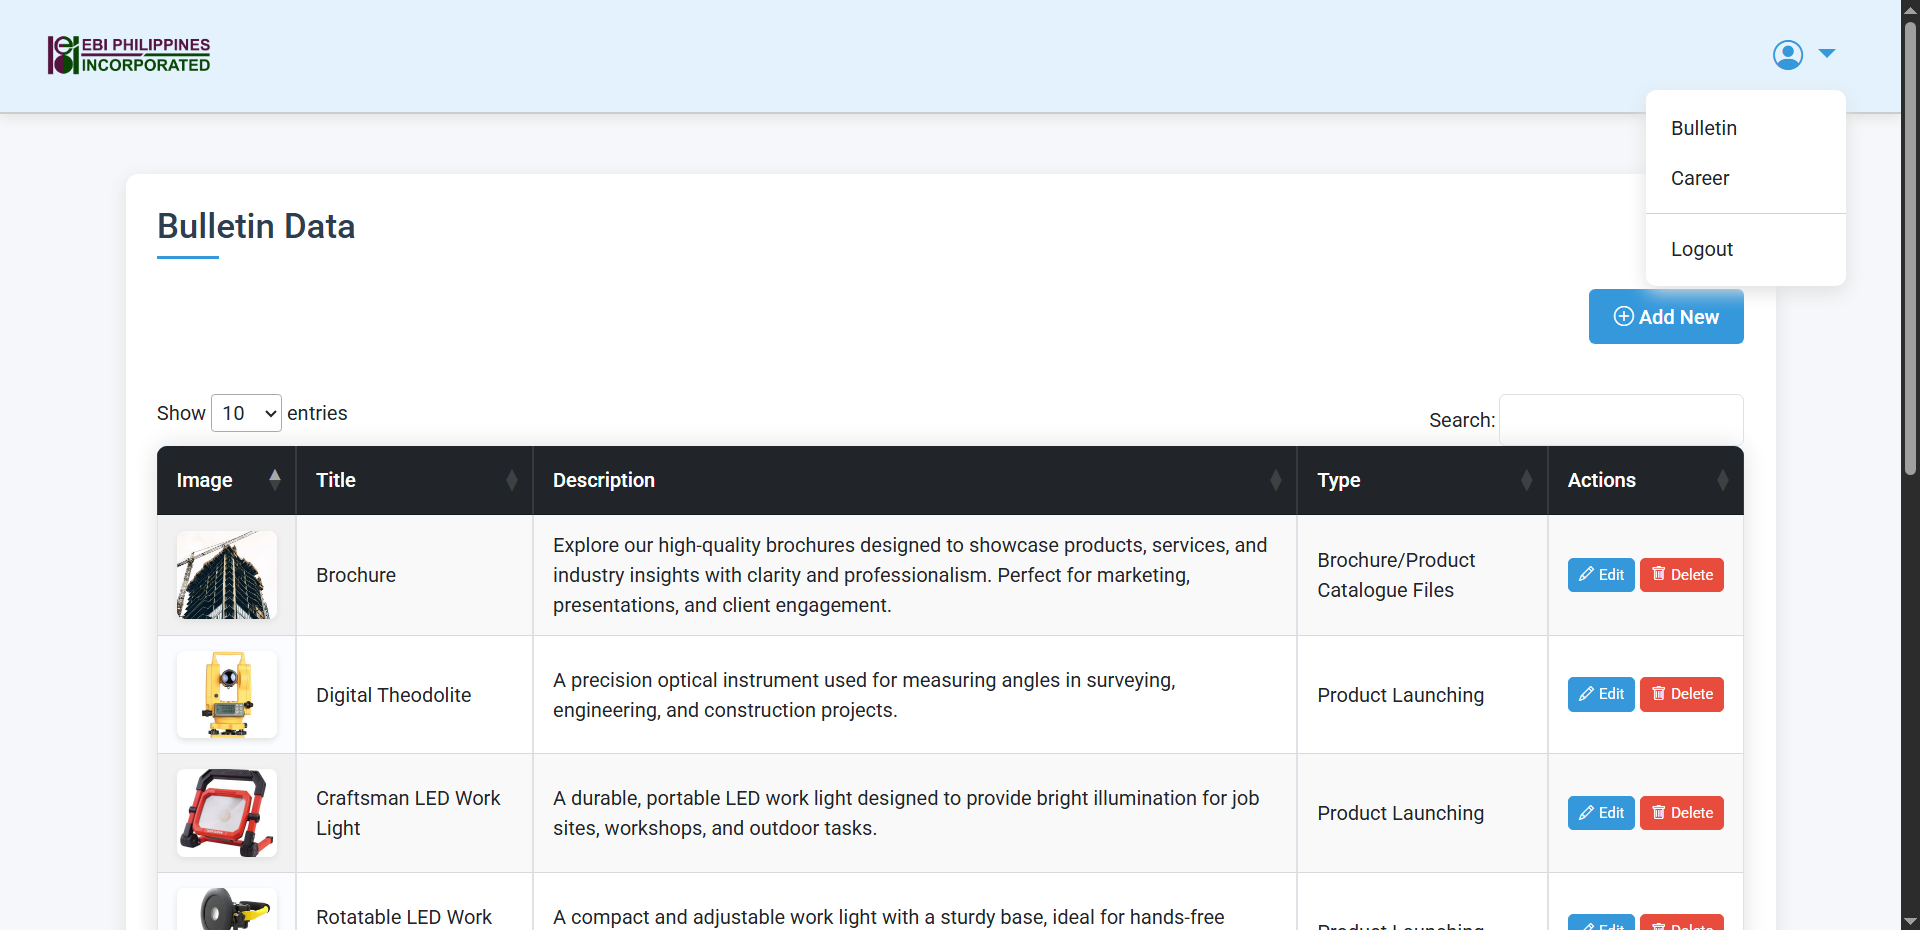 EBI PHILIPPINES
INCORPORATED
Bulletin
Career
Logout
Bulletin Data
Add New
Show 10 entries
Search:
Image Title Description Type Actions
Brochure
Explore our high-quality brochures designed to showcase products, services, and
industry insights with clarity and professionalism. Perfect for marketing,
presentations, and client engagement.
Brochure/Product
Catalogue Files
Edit Delete
Digital Theodolite
A precision optical instrument used for measuring angles in surveying,
engineering, and construction projects.
Product Launching
Edit Delete
Craftsman LED Work
Light
A durable, portable LED work light designed to provide bright illumination for job
sites, workshops, and outdoor tasks.
Product Launching
Edit Delete
Rotatable LED Work
A compact and adjustable work light with a sturdy base, ideal for hands-free
Product Launching
Edit Delete